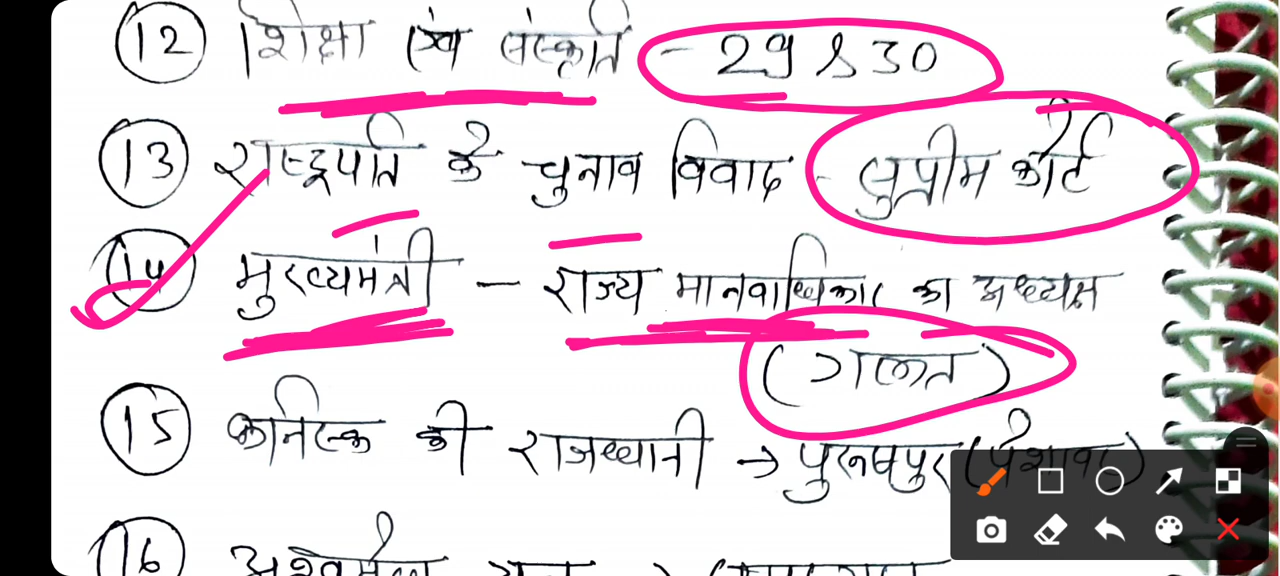 (12) शिक्षा एवं संस्कृति - 29 & 30
(13) राष्ट्रपति के चुनाव विवाद - सुप्रीम कोर्ट
(14) मुख्यमंत्री - राज्य मानवाधिकार का अध्यक्ष
(गलत)
(15) कनिष्क की राजधानी → पुरूषपुर (पेशावर)
(16)